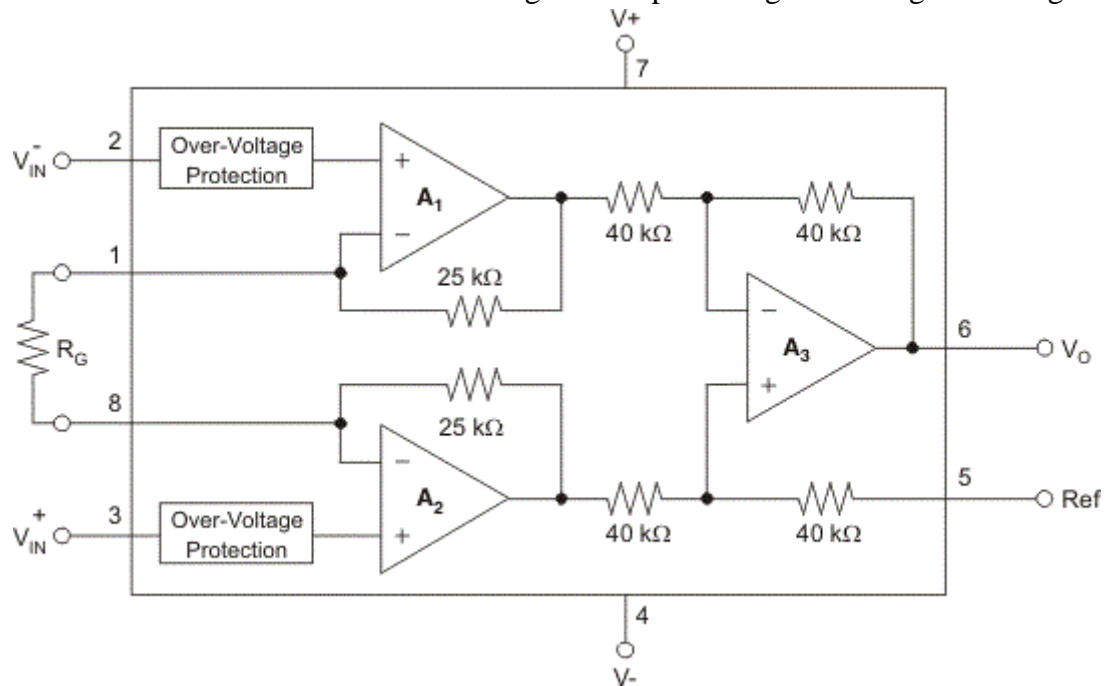 V+
7
2
V⁻IN
Over-Voltage
Protection
+
A₁
−
40 kΩ
40 kΩ
1
25 kΩ
RG
−
A₃
+
6
VO
8
25 kΩ
−
A₂
+
40 kΩ
40 kΩ
5
Ref
3
V⁺IN
Over-Voltage
Protection
4
V-